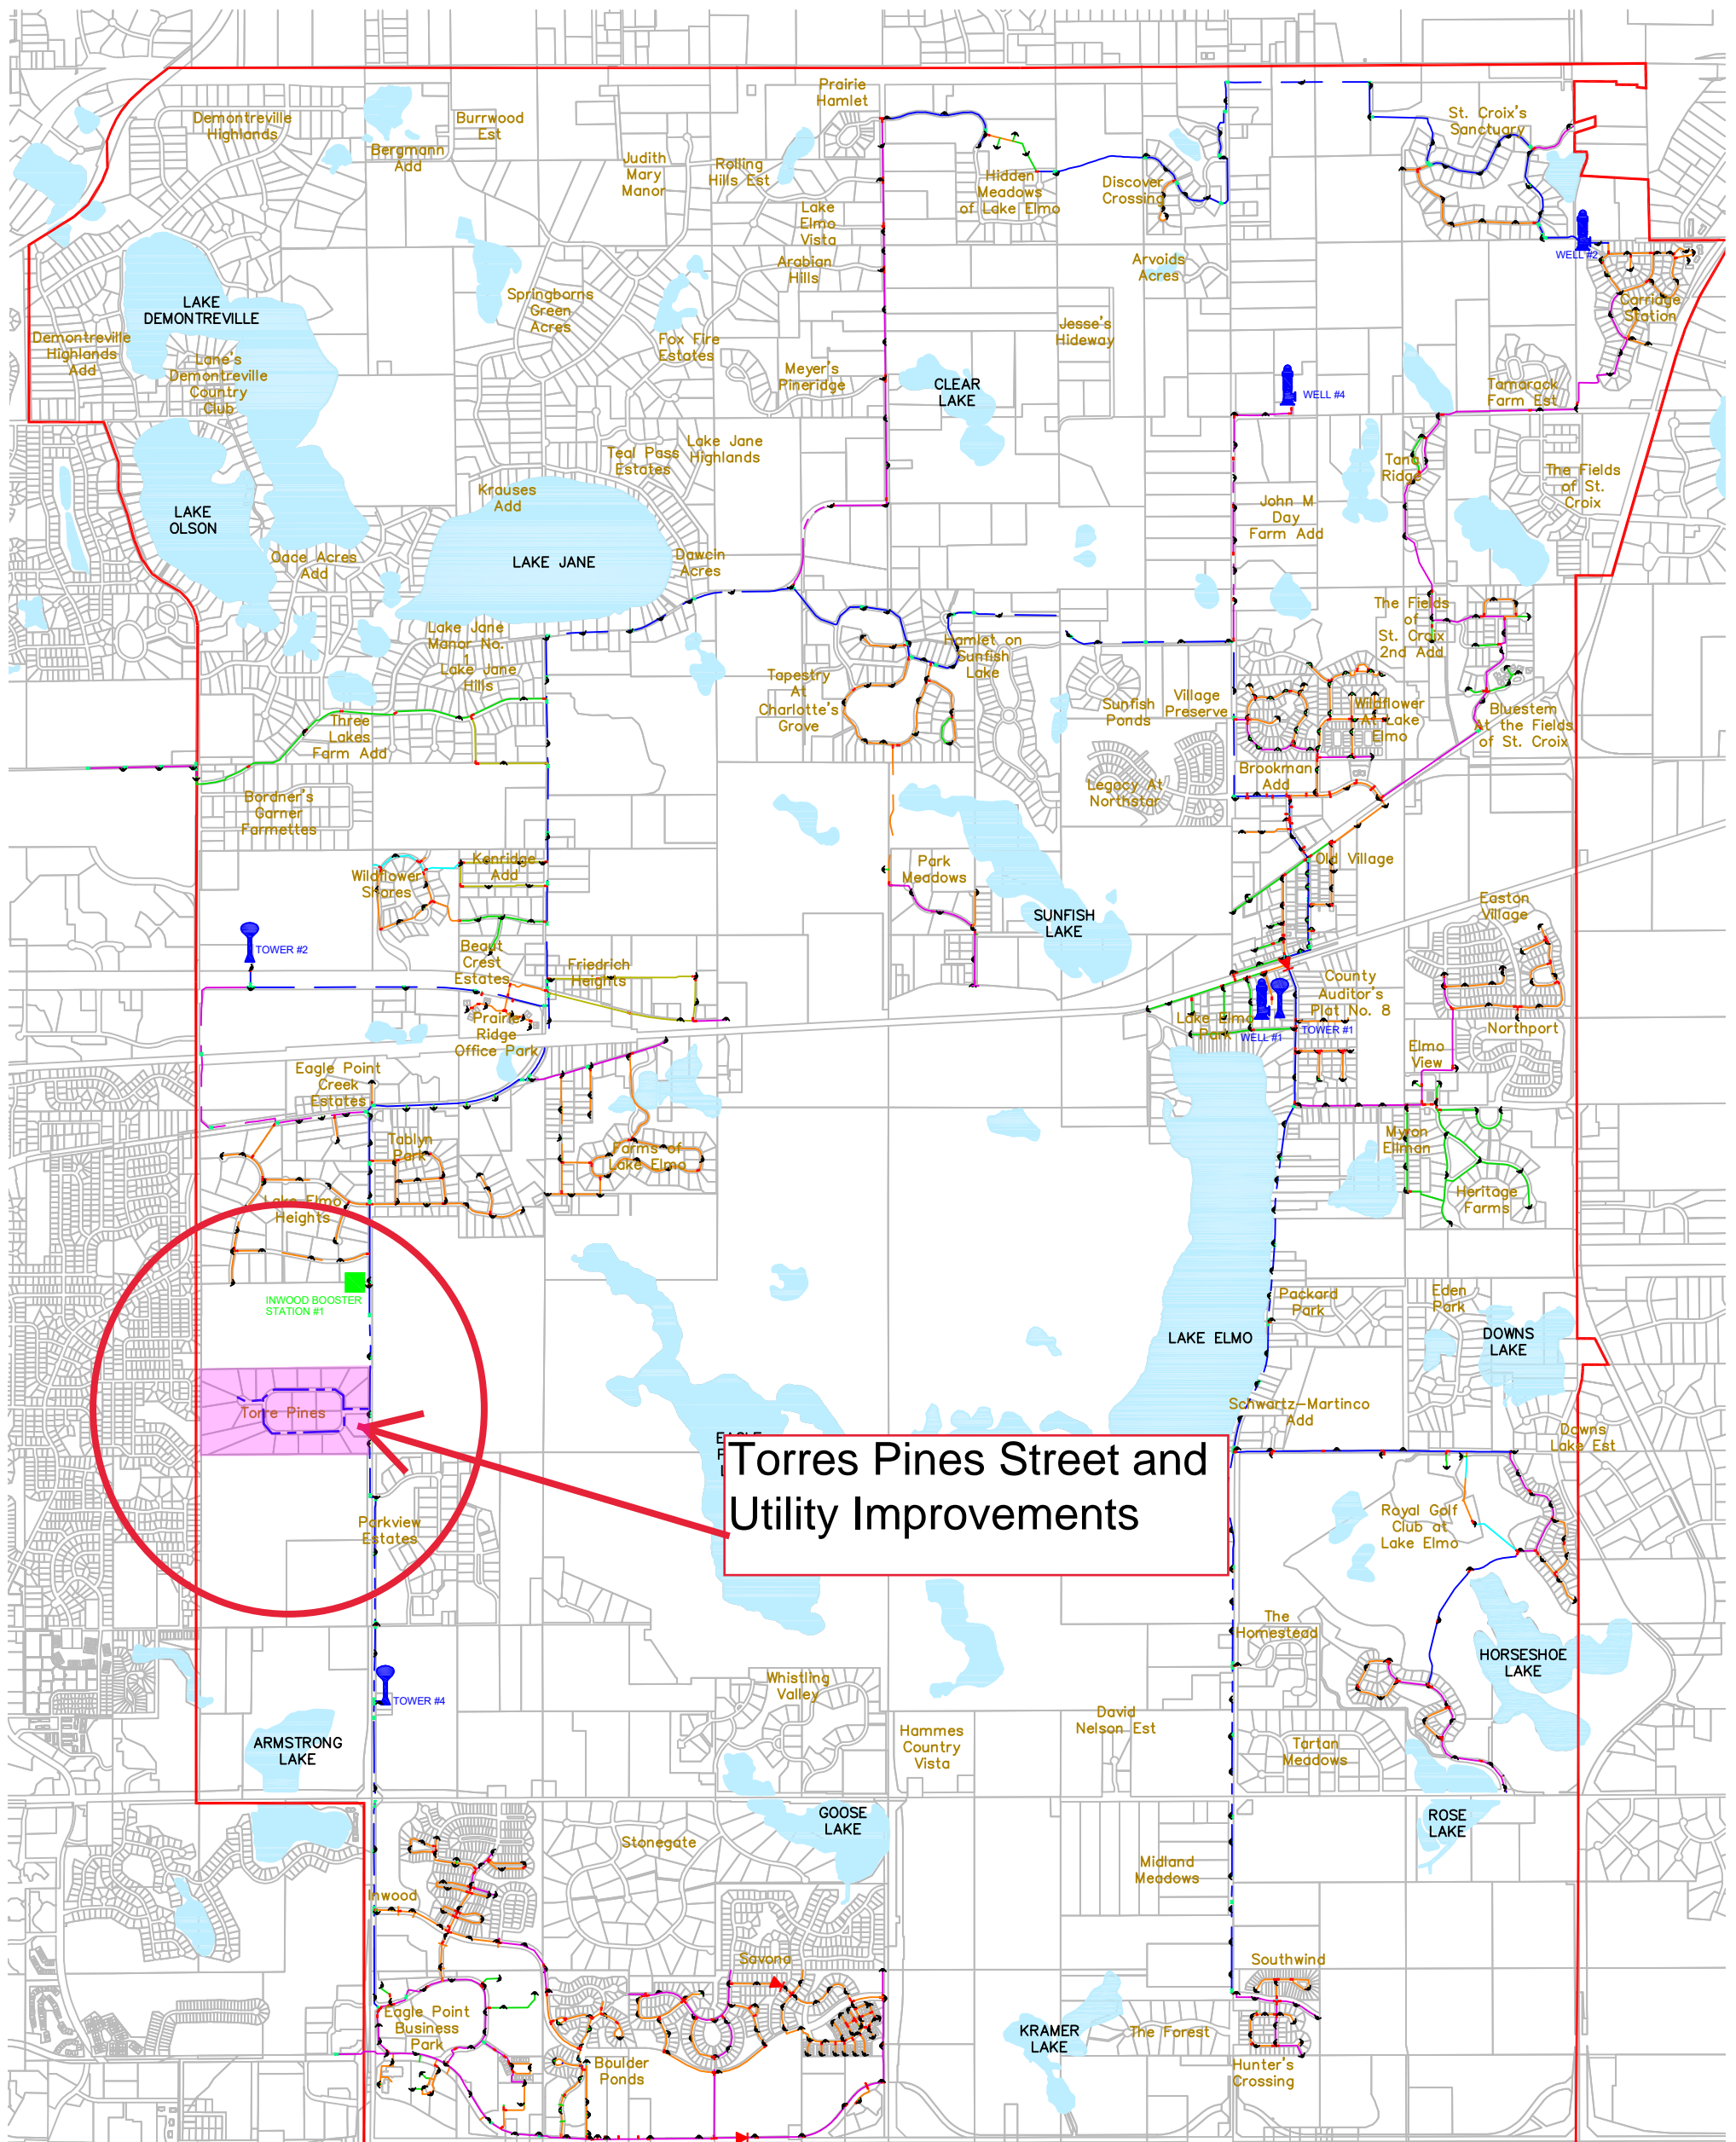 Prairie
Hamlet
Demontreville
Highlands
Burrwood
Est
Bergmann
Add
St. Croix's
Sanctuary
Judith
Mary
Manor
Rolling
Hills Est
Hidden
Meadows
of Lake Elmo
Discover
Crossing
Lake
Elmo
Vista
Arabian
Hills
Arvoids
Acres
WELL #2
LAKE
DEMONTREVILLE
Springborns
Green
Acres
Carriage
Station
Demontreville
Highlands
Add
Lane's
Demontreville
Country
Club
Fox Fire
Estates
Jesse's
Hideway
Meyer's
Pineridge
CLEAR
LAKE
WELL #4
Tamarack
Farm Est
Teal Pass
Estates
Lake Jane
Highlands
Tana
Ridge
The Fields
of St.
Croix
Krauses
Add
LAKE
OLSON
John M
Day
Farm Add
Oace Acres
Add
LAKE JANE
Dawcin
Acres
Lake Jane
Manor No.
1
Lake Jane
Hills
Hamlet on
Sunfish
Lake
The Fields
of
St. Croix
2nd Add
Tapestry
At
Charlotte's
Grove
Sunfish
Ponds
Village
Preserve
Wildflower
At Lake
Elmo
Bluestem
At the Fields
of St. Croix
Three
Lakes
Farm Add
Bordner's
Garner
Farmettes
Legacy At
Northstar
Brookman
Add
Wildflower
Shores
Kenridge
Add
Park
Meadows
Old Village
SUNFISH
LAKE
Easton
Village
TOWER #2
Beaut
Crest
Estates
Friedrich
Heights
County
Auditor's
Plat No. 8
Prairie
Ridge
Office Park
Lake Elmo
Park
WELL #1
TOWER #1
Northport
Elmo
View
Eagle Point
Creek
Estates
Tablyn
Park
Farms of
Lake Elmo
Myron
Ellman
Heritage
Farms
Lake Elmo
Heights
INWOOD BOOSTER
STATION #1
Packard
Park
Eden
Park
LAKE ELMO
DOWNS
LAKE
Torre Pines
Schwartz-Martinco
Add
Downs
Lake Est
Torres Pines Street and
Utility Improvements
Parkview
Estates
Royal Golf
Club at
Lake Elmo
The
Homestead
HORSESHOE
LAKE
Whistling
Valley
TOWER #4
ARMSTRONG
LAKE
Hammes
Country
Vista
David
Nelson Est
Tartan
Meadows
GOOSE
LAKE
ROSE
LAKE
Stonegate
Midland
Meadows
Inwood
Savona
Southwind
Eagle Point
Business
Park
KRAMER
LAKE
The Forest
Boulder
Ponds
Hunter's
Crossing